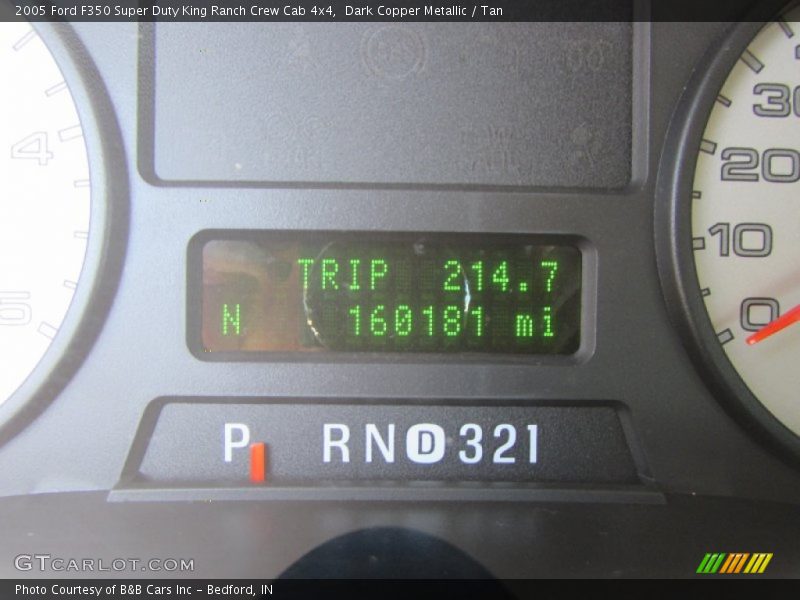 2005 Ford F350 Super Duty King Ranch Crew Cab 4x4,  Dark Copper Metallic / Tan
4
5
30
20
10
0
TRIP 214.7
N 160181 mi
P RND321
GTCARLOT.COM
Photo Courtesy of B&B Cars Inc - Bedford, IN